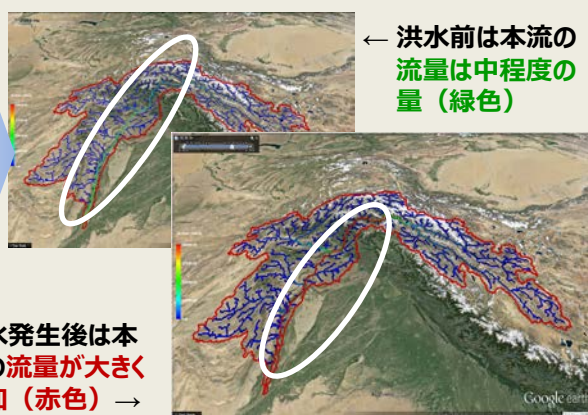 ← 洪水前は本流の
流量は中程度の
量（緑色）
水発生後は本
の流量が大きく
加（赤色）→
Google earth